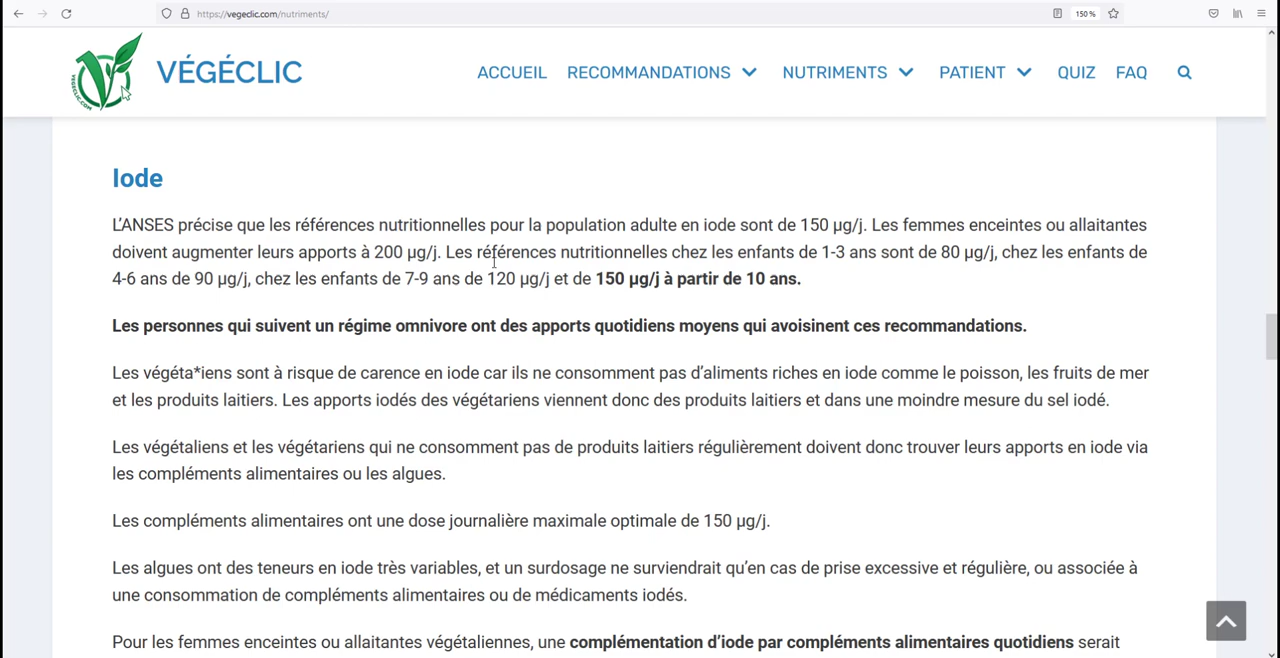 https://vegeclic.com/nutriments/
150 %
VÉGÉCLIC
VEGECLIC.COM
ACCUEIL RECOMMANDATIONS NUTRIMENTS PATIENT QUIZ FAQ
Iode
L'ANSES précise que les références nutritionnelles pour la population adulte en iode sont de 150 µg/j. Les femmes enceintes ou allaitantes
doivent augmenter leurs apports à 200 µg/j. Les références nutritionnelles chez les enfants de 1-3 ans sont de 80 µg/j, chez les enfants de
4-6 ans de 90 µg/j, chez les enfants de 7-9 ans de 120 µg/j et de 150 µg/j à partir de 10 ans.
Les personnes qui suivent un régime omnivore ont des apports quotidiens moyens qui avoisinent ces recommandations.
Les végéta*iens sont à risque de carence en iode car ils ne consomment pas d'aliments riches en iode comme le poisson, les fruits de mer
et les produits laitiers. Les apports iodés des végétariens viennent donc des produits laitiers et dans une moindre mesure du sel iodé.
Les végétaliens et les végétariens qui ne consomment pas de produits laitiers régulièrement doivent donc trouver leurs apports en iode via
les compléments alimentaires ou les algues.
Les compléments alimentaires ont une dose journalière maximale optimale de 150 µg/j.
Les algues ont des teneurs en iode très variables, et un surdosage ne surviendrait qu'en cas de prise excessive et régulière, ou associée à
une consommation de compléments alimentaires ou de médicaments iodés.
Pour les femmes enceintes ou allaitantes végétaliennes, une complémentation d'iode par compléments alimentaires quotidiens serait